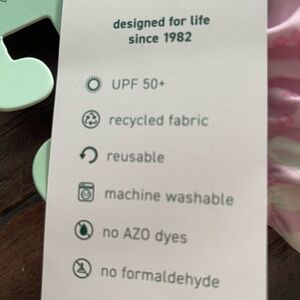 designed for life
since 1982
UPF 50+
recycled fabric
reusable
machine washable
no AZO dyes
no formaldehyde